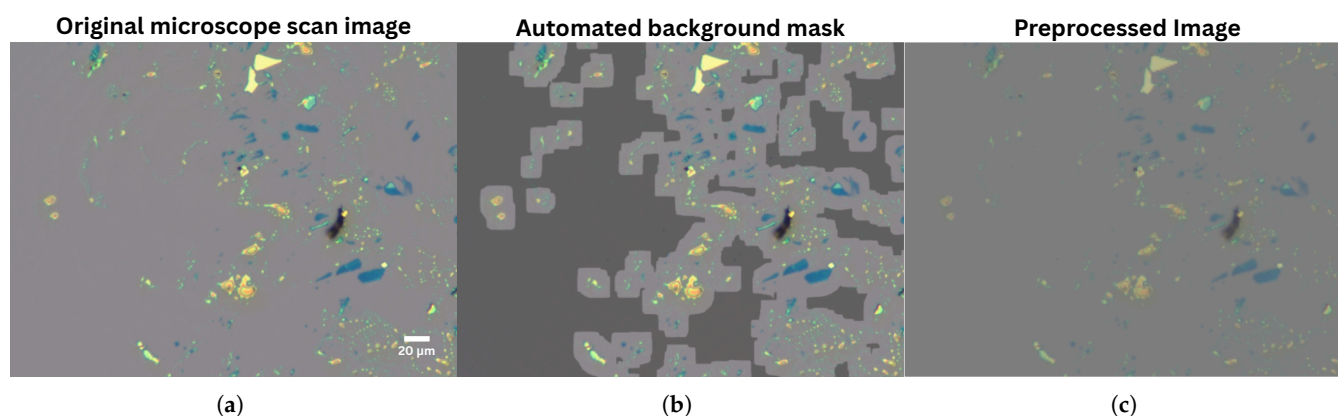 Original microscope scan image
Automated background mask
Preprocessed Image
20 µm
(a)
(b)
(c)